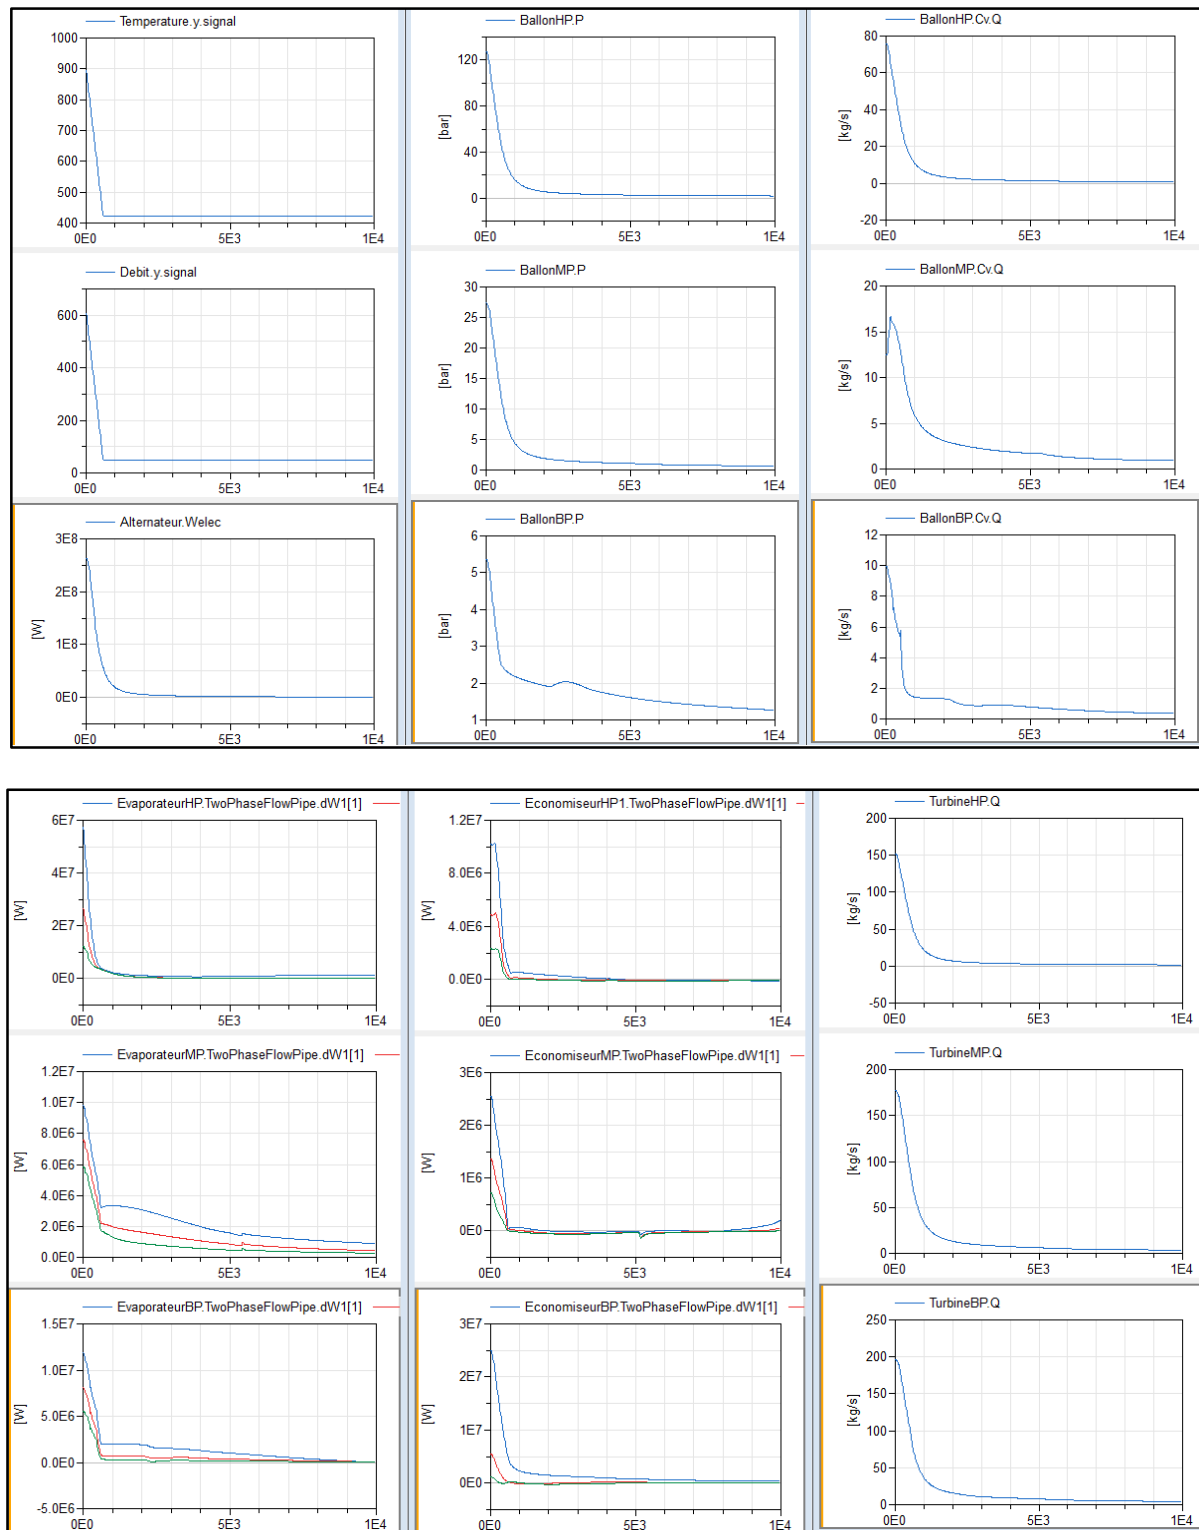 Temperature.y.signal
1000
900
800
700
600
500
400
0E0 5E3 1E4
BallonHP.P
[bar]
120
80
40
0
0E0 5E3 1E4
BallonHP.Cv.Q
[kg/s]
80
60
40
20
0
-20
0E0 5E3 1E4
Debit.y.signal
600
400
200
0
0E0 5E3 1E4
BallonMP.P
[bar]
30
25
20
15
10
5
0
0E0 5E3 1E4
BallonMP.Cv.Q
[kg/s]
20
15
10
5
0
0E0 5E3 1E4
Alternateur.Welec
[W]
3E8
2E8
1E8
0E0
0E0 5E3 1E4
BallonBP.P
[bar]
6
5
4
3
2
1
0E0 5E3 1E4
BallonBP.Cv.Q
[kg/s]
12
10
8
6
4
2
0
0E0 5E3 1E4
EvaporateurHP.TwoPhaseFlowPipe.dW1[1]
[W]
6E7
4E7
2E7
0E0
0E0 5E3 1E4
EconomiseurHP1.TwoPhaseFlowPipe.dW1[1]
[W]
1.2E7
8.0E6
4.0E6
0.0E0
0E0 5E3 1E4
TurbineHP.Q
[kg/s]
200
150
100
50
0
-50
0E0 5E3 1E4
EvaporateurMP.TwoPhaseFlowPipe.dW1[1]
[W]
1.2E7
1.0E7
8.0E6
6.0E6
4.0E6
2.0E6
0.0E0
0E0 5E3 1E4
EconomiseurMP.TwoPhaseFlowPipe.dW1[1]
[W]
3E6
2E6
1E6
0E0
0E0 5E3 1E4
TurbineMP.Q
[kg/s]
200
150
100
50
0
0E0 5E3 1E4
EvaporateurBP.TwoPhaseFlowPipe.dW1[1]
[W]
1.5E7
1.0E7
5.0E6
0.0E0
-5.0E6
0E0 5E3 1E4
EconomiseurBP.TwoPhaseFlowPipe.dW1[1]
[W]
3E7
2E7
1E7
0E0
0E0 5E3 1E4
TurbineBP.Q
[kg/s]
250
200
150
100
50
0
0E0 5E3 1E4